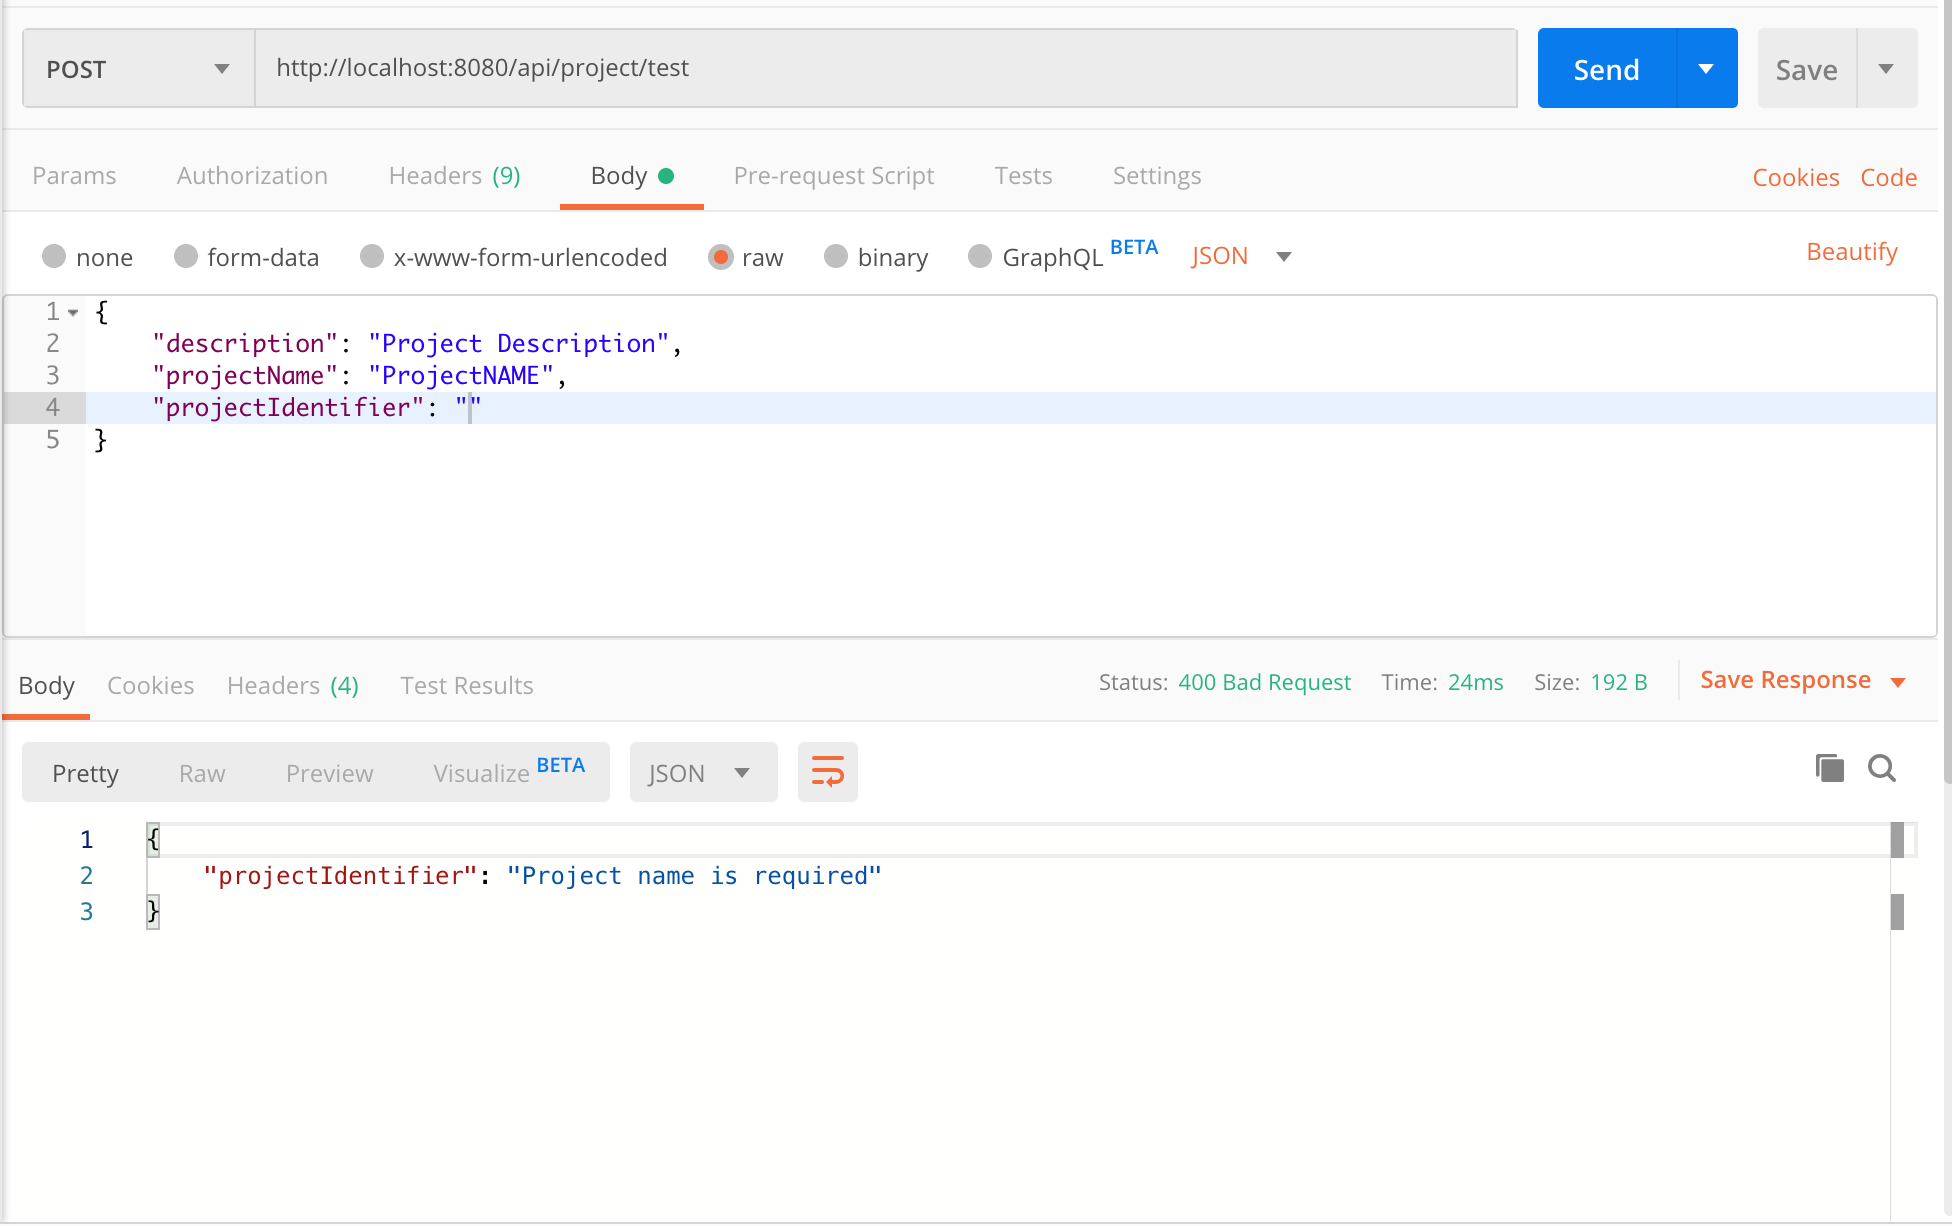 POST http://localhost:8080/api/project/test Send Save
Params Authorization Headers (9) Body Pre-request Script Tests Settings Cookies Code
none form-data x-www-form-urlencoded raw binary GraphQL BETA JSON Beautify
1 {
2 "description": "Project Description",
3 "projectName": "ProjectNAME",
4 "projectIdentifier": ""
5 }
Body Cookies Headers (4) Test Results Status: 400 Bad Request Time: 24ms Size: 192 B Save Response
Pretty Raw Preview Visualize BETA JSON
1 {
2 "projectIdentifier": "Project name is required"
3 }